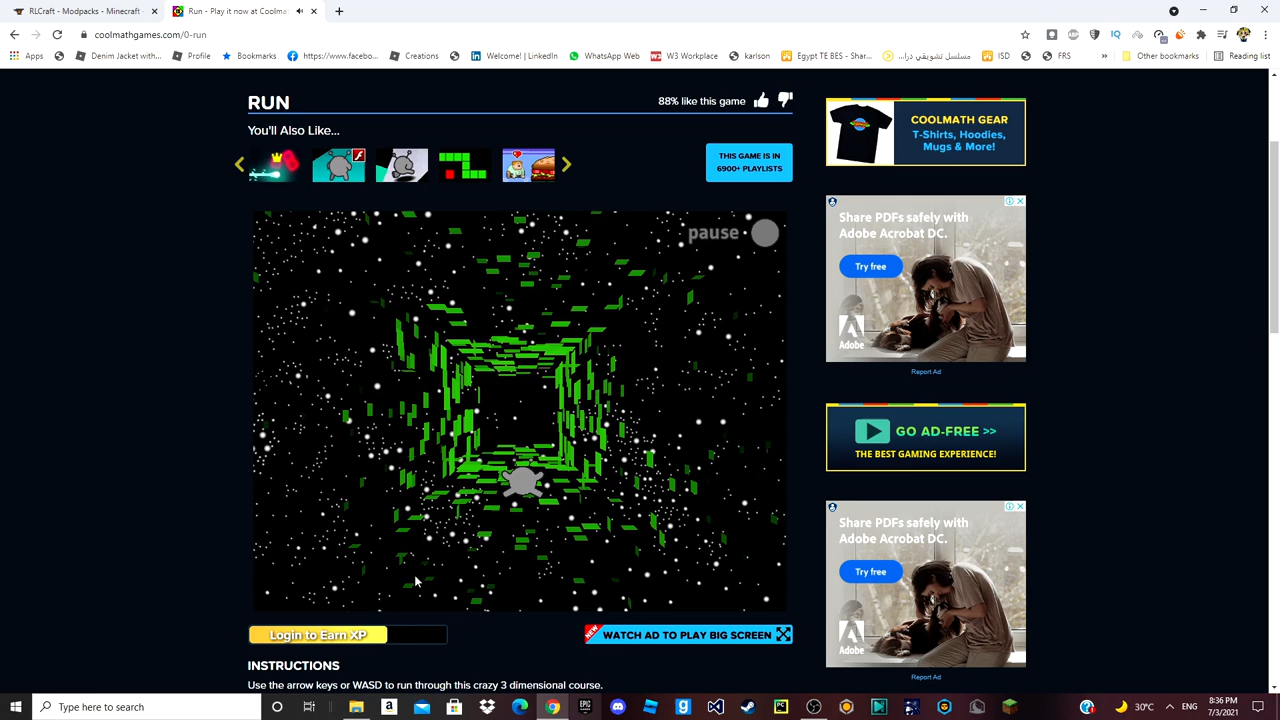 RLCraft - Modpacks - Minecraft
Run - Play it now at Coolmat
coolmathgames.com/0-run
Apps
Denim Jacket with...
Profile
Bookmarks
https://www.facebo...
Creations
Welcome! | LinkedIn
WhatsApp Web
W3 Workplace
karlson
Egypt TE BES - Shar...
مسلسل تشويقي درا...
ISD
FRS
Other bookmarks
Reading list
RUN
88% like this game
You'll Also Like...
THIS GAME IS IN
6900+ PLAYLISTS
pause
Login to Earn XP
NEW
WATCH AD TO PLAY BIG SCREEN
INSTRUCTIONS
Use the arrow keys or WASD to run through this crazy 3 dimensional course.
COOLMATH GEAR
T-Shirts, Hoodies,
Mugs & More!
Share PDFs safely with
Adobe Acrobat DC.
Try free
Adobe
Report Ad
GO AD-FREE >>
THE BEST GAMING EXPERIENCE!
Share PDFs safely with
Adobe Acrobat DC.
Try free
Adobe
Report Ad
Type here to search
30°C
ENG
8:36 PM
7/3/2021